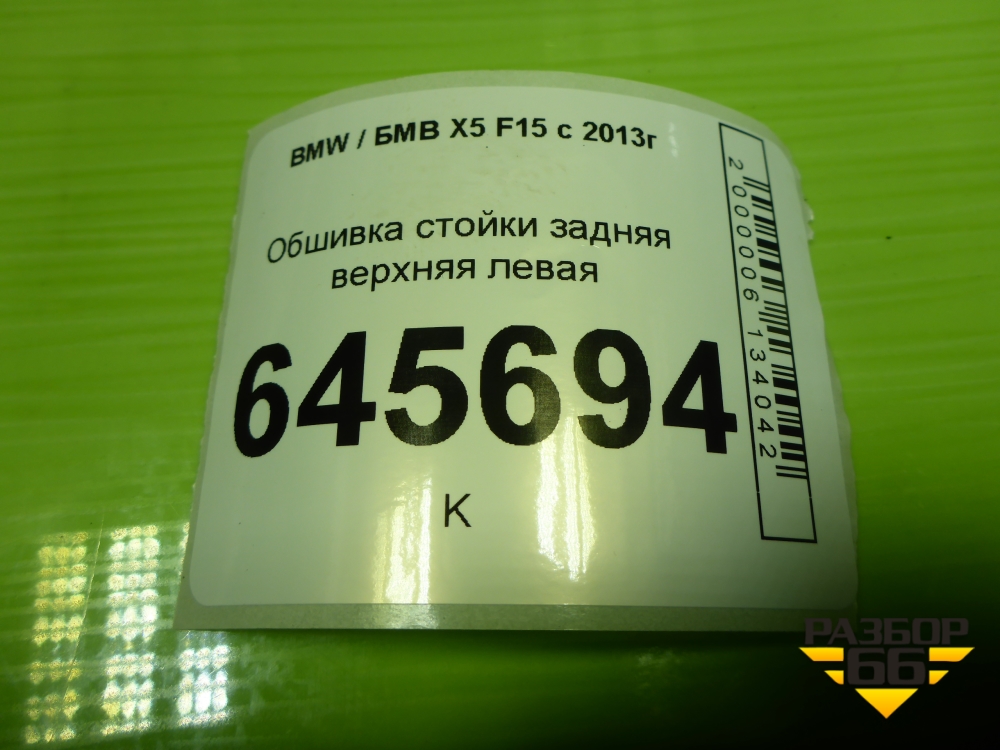 BMW / БМВ X5 F15 с 2013г
Обшивка стойки задняя
верхняя левая
645694
К
2000006134042
РАЗБОР
66